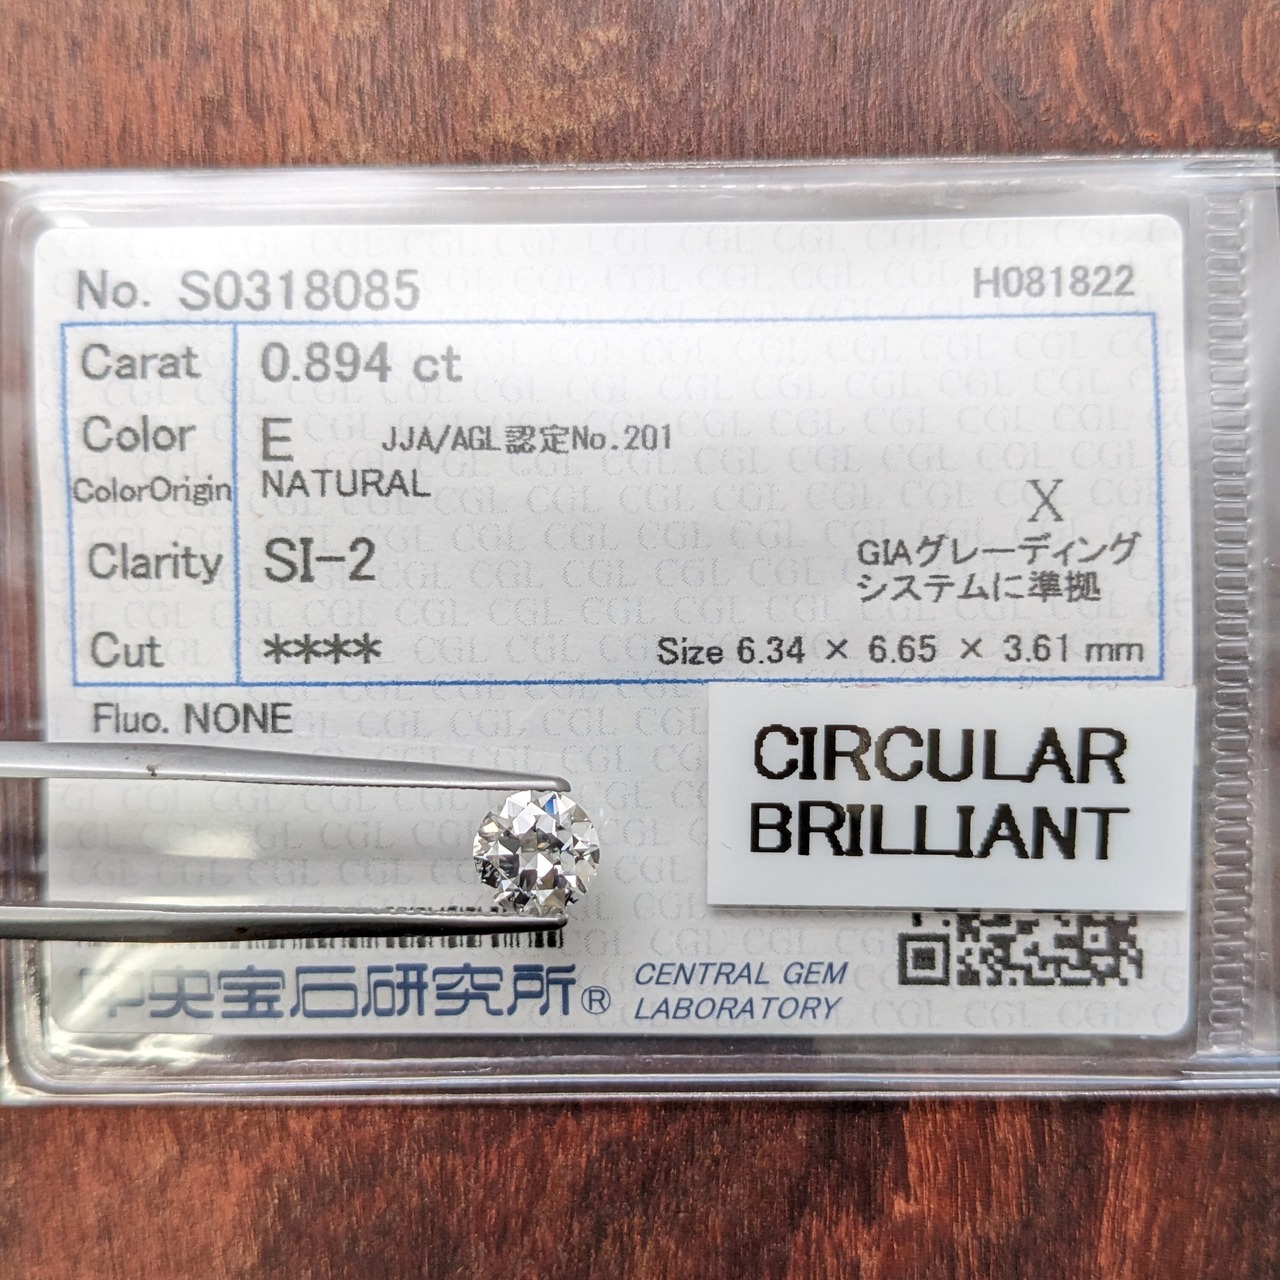 No. S0318085
H081822
Carat 0.894 ct
Color E JJA/AGL認定No.201
ColorOrigin NATURAL
X
Clarity SI-2
GIAグレーディング
システムに準拠
Cut ****
Size 6.34 × 6.65 × 3.61 mm
Fluo. NONE
CIRCULAR
BRILLIANT
中央宝石研究所®
CENTRAL GEM
LABORATORY